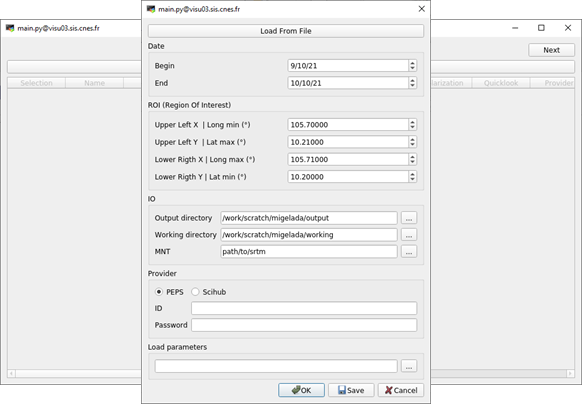 main.py@visu03.sis.cnes.fr
Next
Selection
Name
larization
Quicklook
Provider
main.py@visu03.sis.cnes.fr
Load From File
Date
Begin 9/10/21
End 10/10/21
ROI (Region Of Interest)
Upper Left X | Long min (°) 105.70000
Upper Left Y | Lat max (°) 10.21000
Lower Rigth X | Long max (°) 105.71000
Lower Rigth Y | Lat min (°) 10.20000
IO
Output directory /work/scratch/migelada/output ...
Working directory /work/scratch/migelada/working ...
MNT path/to/srtm ...
Provider
PEPS Scihub
ID
Password
Load parameters
...
OK Save Cancel